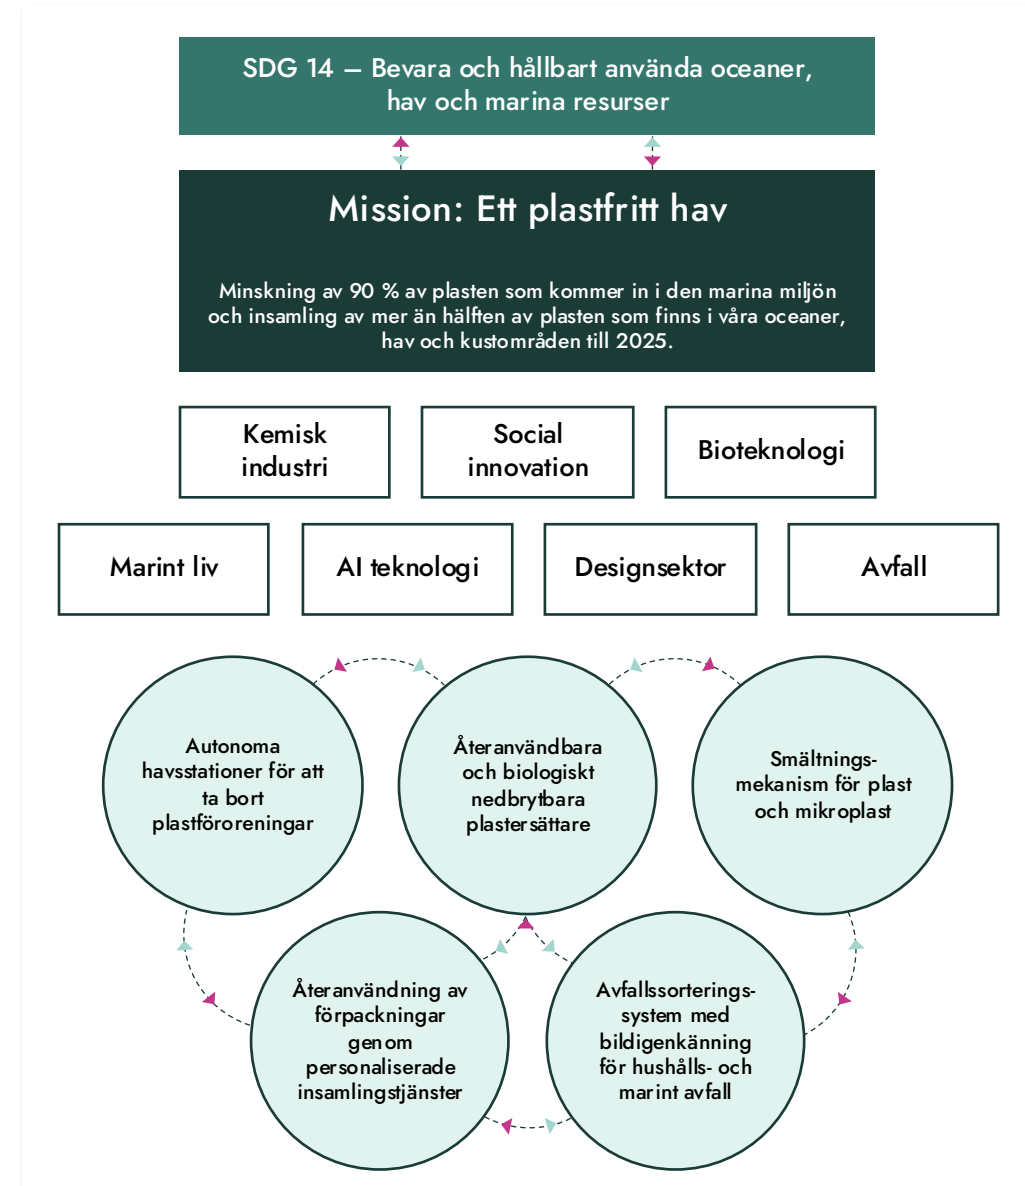 SDG 14 – Bevara och hållbart använda oceaner,
hav och marina resurser
Mission: Ett plastfritt hav
Minskning av 90 % av plasten som kommer in i den marina miljön
och insamling av mer än hälften av plasten som finns i våra oceaner,
hav och kustområden till 2025.
Kemisk
industri
Social
innovation
Bioteknologi
Marint liv
AI teknologi
Designsektor
Avfall
Autonoma
havsstationer för att
ta bort
plastföroreningar
Återanvändbara
och biologiskt
nedbrytbara
plastersättare
Smältnings-
mekanism för plast
och mikroplast
Återanvändning av
förpackningar
genom
personaliserade
insamlingstjänster
Avfallssorterings-
system med
bildigenkänning
för hushålls- och
marint avfall